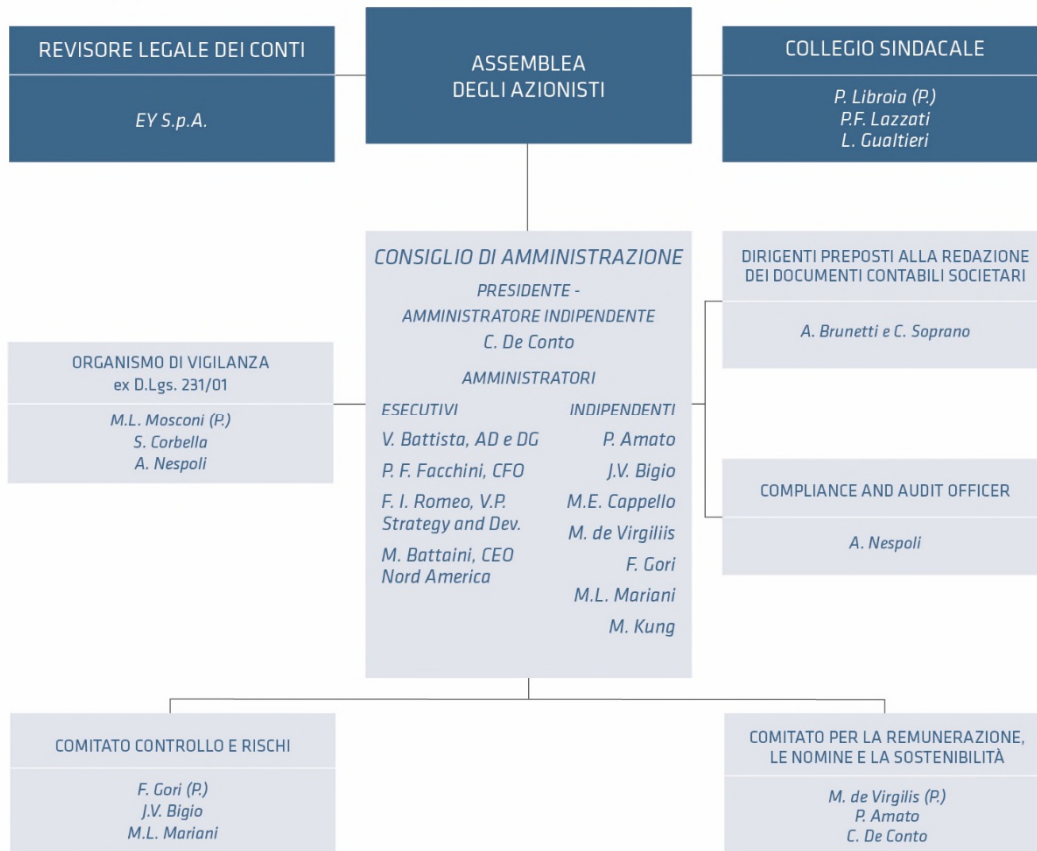 REVISORE LEGALE DEI CONTI
EY S.p.A.
ASSEMBLEA
DEGLI AZIONISTI
COLLEGIO SINDACALE
P. Libroia (P.)
P.F. Lazzati
L. Gualtieri
CONSIGLIO DI AMMINISTRAZIONE
PRESIDENTE -
AMMINISTRATORE INDIPENDENTE
C. De Conto
AMMINISTRATORI
ESECUTIVI
V. Battista, AD e DG
P. F. Facchini, CFO
F. I. Romeo, V.P.
Strategy and Dev.
M. Battaini, CEO
Nord America
INDIPENDENTI
P. Amato
J.V. Bigio
M.E. Cappello
M. de Virgiliis
F. Gori
M.L. Mariani
M. Kung
ORGANISMO DI VIGILANZA
ex D.Lgs. 231/01
M.L. Mosconi (P.)
S. Corbella
A. Nespoli
DIRIGENTI PREPOSTI ALLA REDAZIONE
DEI DOCUMENTI CONTABILI SOCIETARI
A. Brunetti e C. Soprano
COMPLIANCE AND AUDIT OFFICER
A. Nespoli
COMITATO CONTROLLO E RISCHI
F. Gori (P.)
J.V. Bigio
M.L. Mariani
COMITATO PER LA REMUNERAZIONE,
LE NOMINE E LA SOSTENIBILITÀ
M. de Virgilis (P.)
P. Amato
C. De Conto